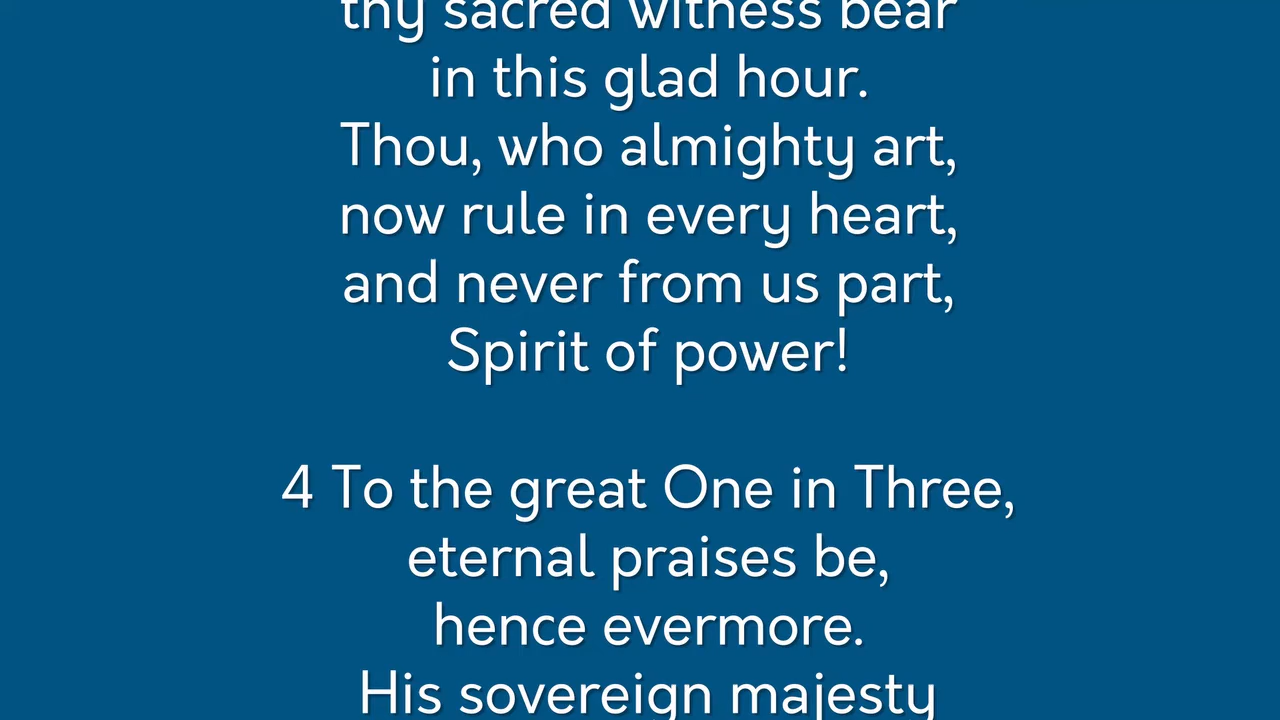 thy sacred witness bear
in this glad hour.
Thou, who almighty art,
now rule in every heart,
and never from us part,
Spirit of power!
4 To the great One in Three,
eternal praises be,
hence evermore.
His sovereign majesty